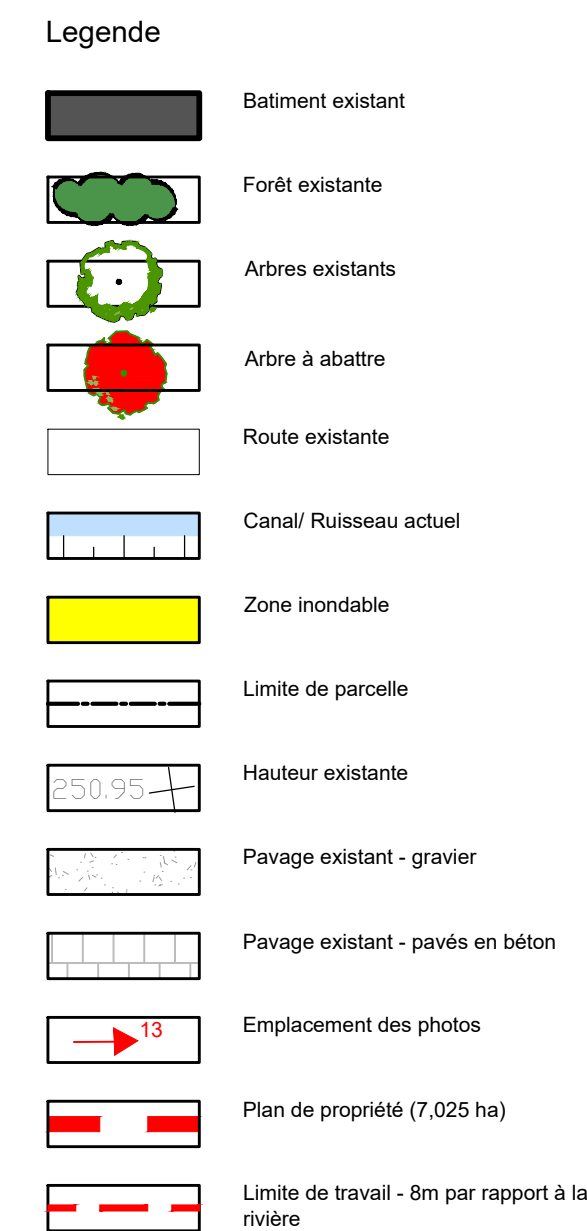 Legende
Batiment existant
Forêt existante
Arbres existants
Arbre à abattre
Route existante
Canal/ Ruisseau actuel
Zone inondable
Limite de parcelle
250.95
Hauteur existante
Pavage existant - gravier
Pavage existant - pavés en béton
13
Emplacement des photos
Plan de propriété (7,025 ha)
Limite de travail - 8m par rapport à la
rivière